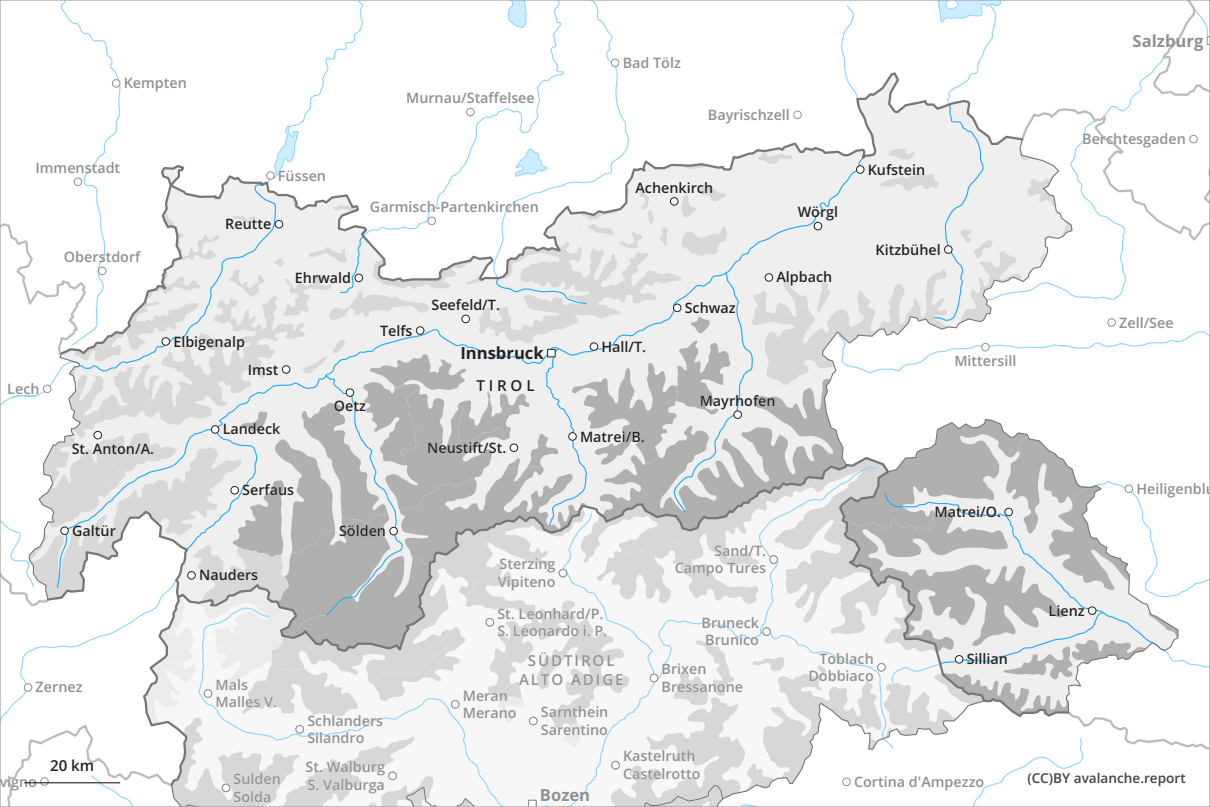 Salzburg
Bad Tölz
Kempten
Murnau/Staffelsee
Bayrischzell
Berchtesgaden
Immenstadt
Füssen
Kufstein
Achenkirch
Garmisch-Partenkirchen
Wörgl
Reutte
Kitzbühel
Oberstdorf
Ehrwald
Alpbach
Seefeld/T.
Schwaz
Zell/See
Telfs
Elbigenalp
Innsbruck
Hall/T.
Mittersill
Imst
TIROL
Lech
Oetz
Mayrhofen
Landeck
Matrei/B.
St. Anton/A.
Neustift/St.
Serfaus
Heiligenblu
Matrei/O.
Galtür
Sölden
Sand/T.
Campo Tures
Sterzing
Vipiteno
Nauders
Lienz
St. Leonhard/P.
S. Leonardo i. P.
Bruneck
Brunico
SÜDTIROL
ALTO ADIGE
Toblach
Dobbiaco
Sillian
Brixen
Bressanone
Zernez
Mals
Malles V.
Meran
Merano
Sarnthein
Sarentino
Schlanders
Silandro
Kastelruth
Castelrotto
St. Walburg
S. Valburga
20 km
Sulden
Solda
vigno
Cortina d'Ampezzo
(CC)BY avalanche.report
Bozen